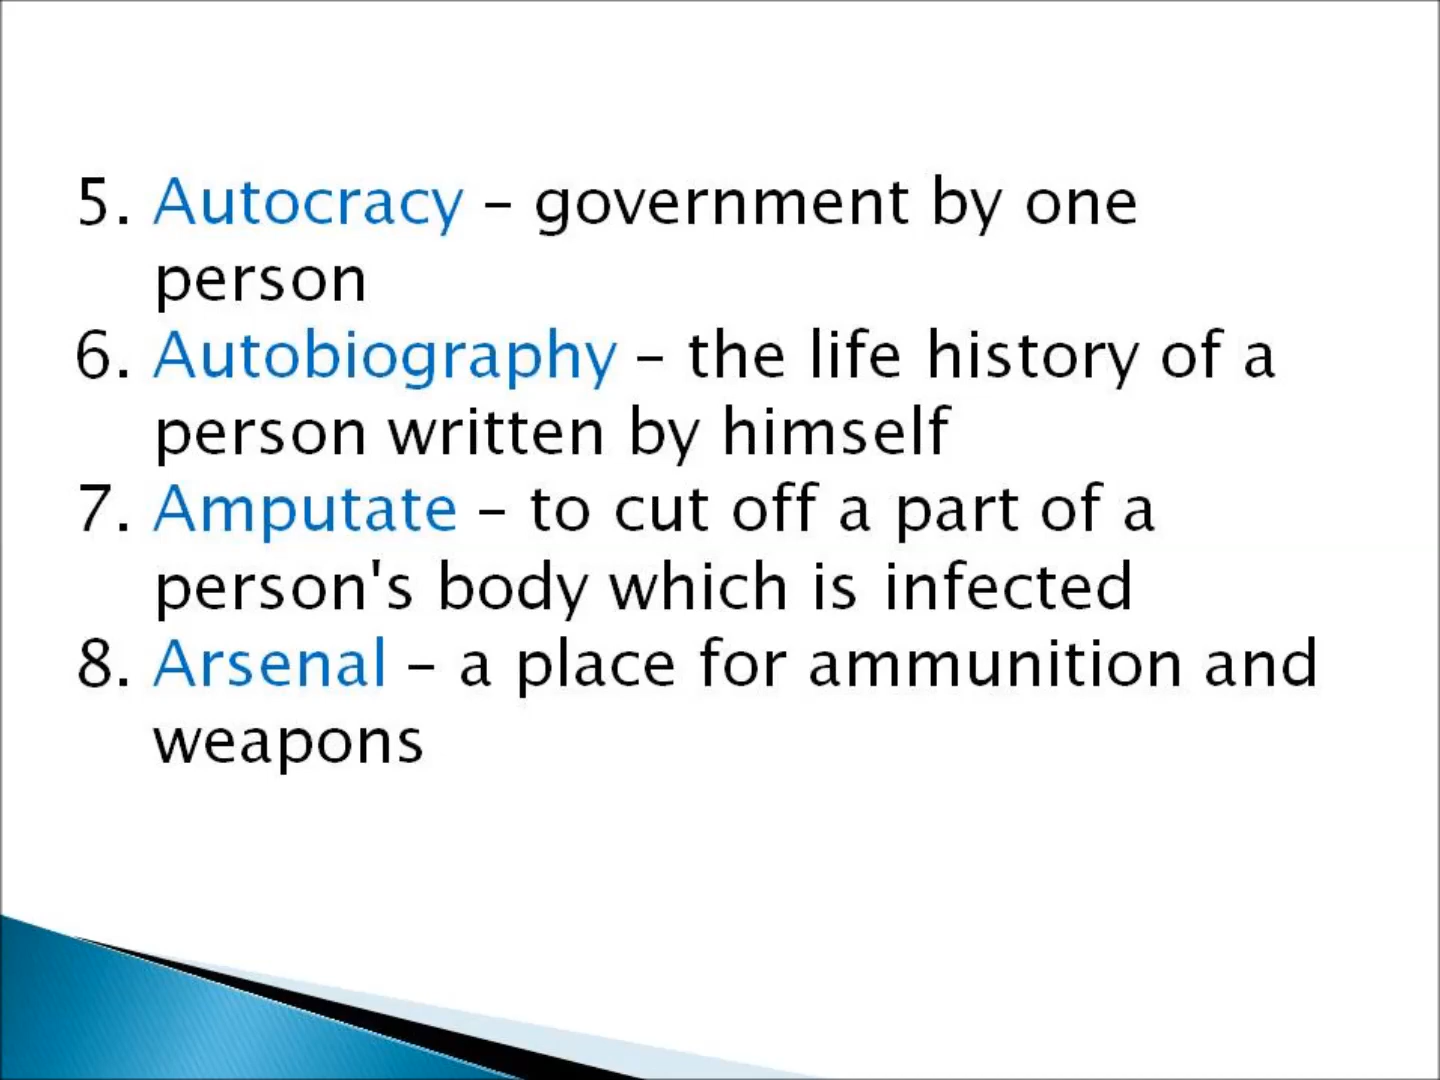 5. Autocracy – government by one
person
6. Autobiography – the life history of a
person written by himself
7. Amputate – to cut off a part of a
person's body which is infected
8. Arsenal – a place for ammunition and
weapons